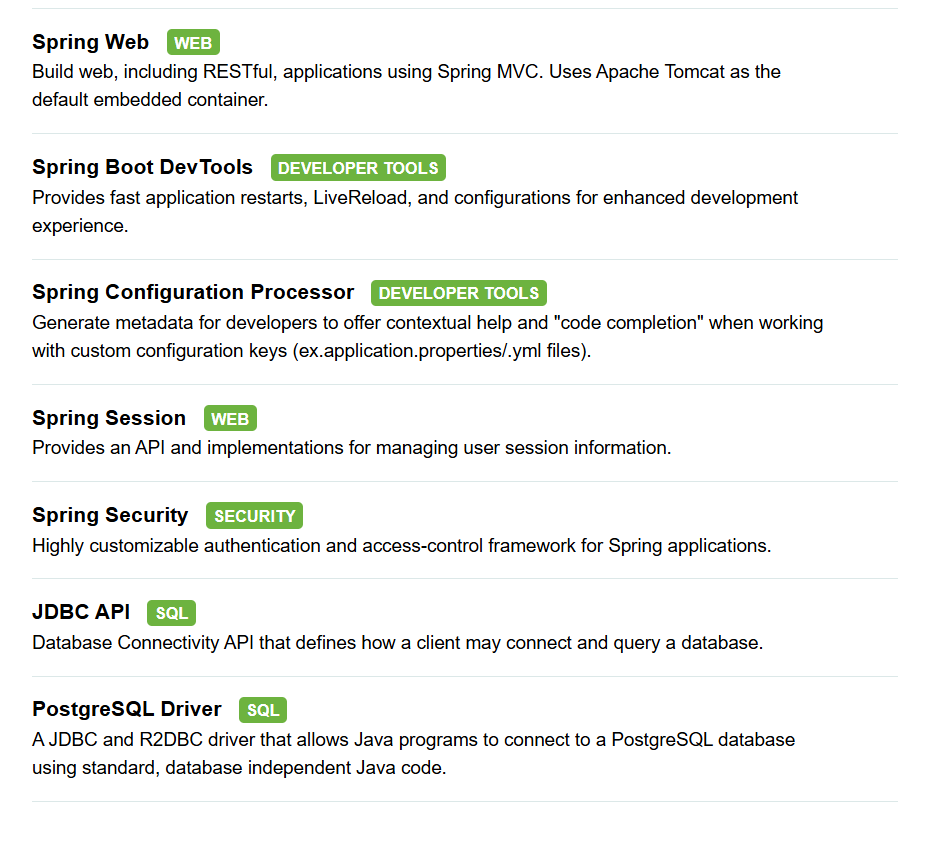 Spring Web WEB
Build web, including RESTful, applications using Spring MVC. Uses Apache Tomcat as the
default embedded container.
Spring Boot DevTools DEVELOPER TOOLS
Provides fast application restarts, LiveReload, and configurations for enhanced development
experience.
Spring Configuration Processor DEVELOPER TOOLS
Generate metadata for developers to offer contextual help and "code completion" when working
with custom configuration keys (ex.application.properties/.yml files).
Spring Session WEB
Provides an API and implementations for managing user session information.
Spring Security SECURITY
Highly customizable authentication and access-control framework for Spring applications.
JDBC API SQL
Database Connectivity API that defines how a client may connect and query a database.
PostgreSQL Driver SQL
A JDBC and R2DBC driver that allows Java programs to connect to a PostgreSQL database
using standard, database independent Java code.